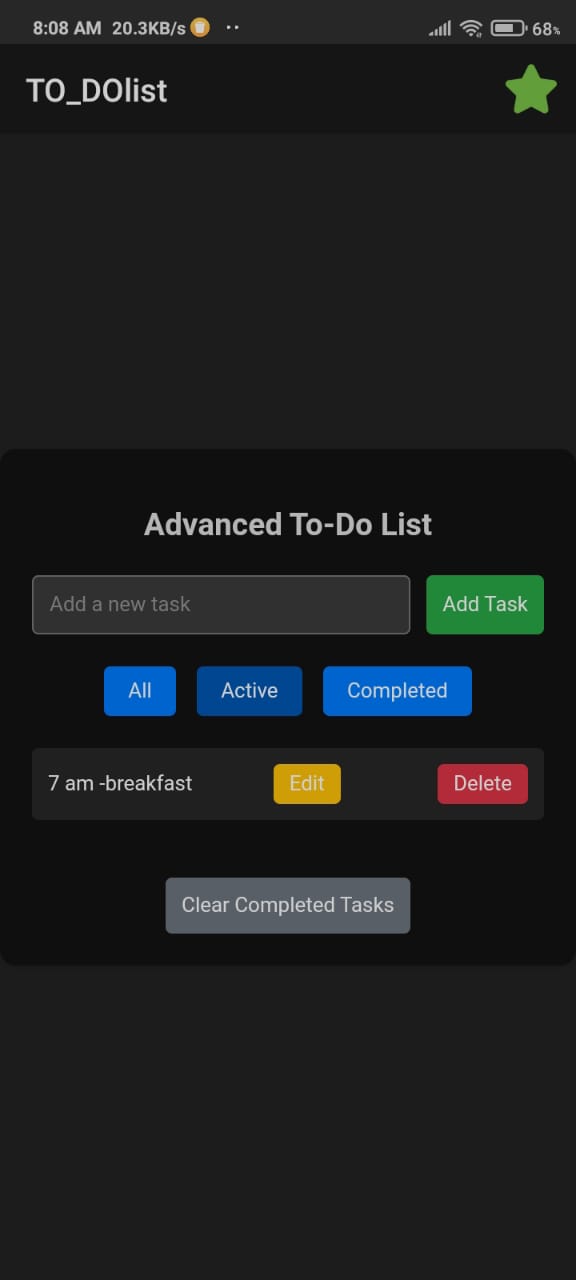 8:08 AM 20.3KB/s 68%
TO_DOlist
Advanced To-Do List
Add a new task Add Task
All Active Completed
7 am -breakfast Edit Delete
Clear Completed Tasks